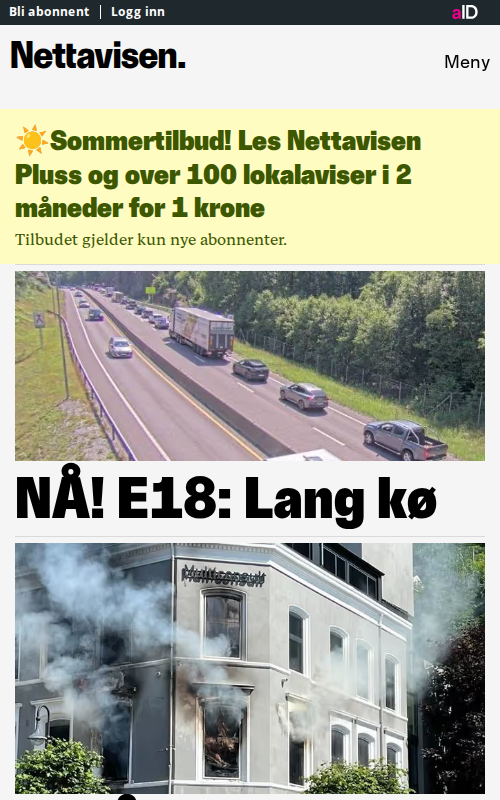 Bli abonnent
Logg inn
aID
Nettavisen.
Meny
Sommertilbud! Les Nettavisen
Pluss og over 100 lokalaviser i 2
måneder for 1 krone
Tilbudet gjelder kun nye abonnenter.
NÅ! E18: Lang kø
Multiconsult